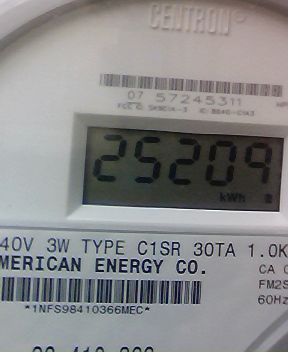 CENTRON®
07 57245311
25209
kWh
40V 3W TYPE C1SR 30TA 1.0K
MERICAN ENERGY CO.
CA 0
FM2S
60Hz
*1NFS98410366MEC*